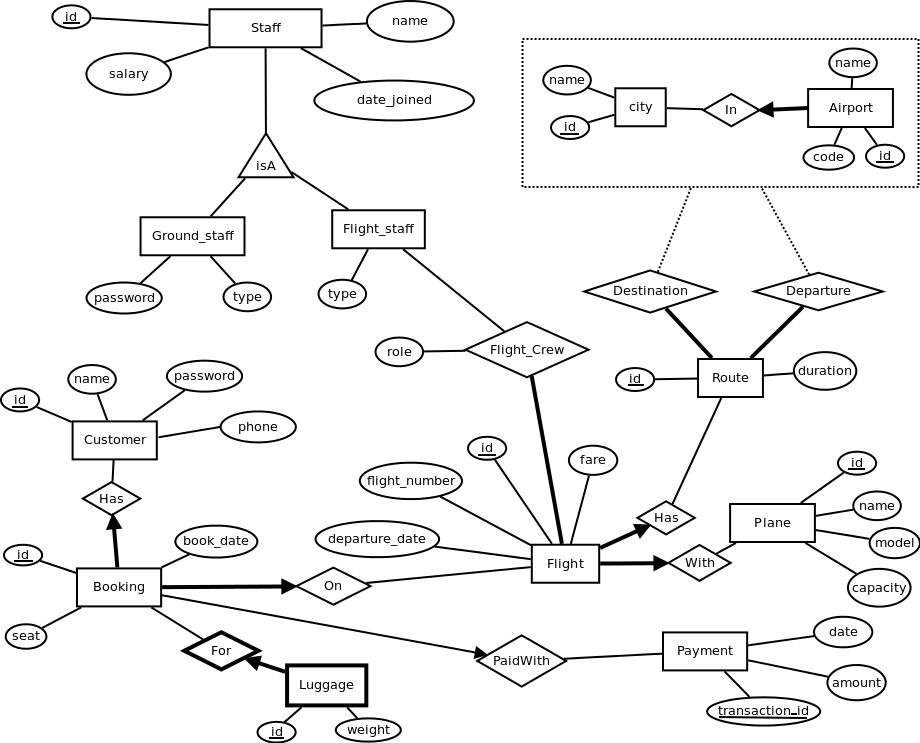 id
Staff
name
salary
date_joined
isA
Ground_staff
Flight_staff
password
type
type
name
city
id
In
name
Airport
code
id
Destination
Departure
role
Flight_Crew
id
Route
duration
id
name
password
Customer
phone
Has
id
book_date
Booking
seat
On
For
Luggage
id
weight
flight_number
id
fare
departure_date
Flight
Has
With
id
Plane
name
model
capacity
PaidWith
Payment
date
amount
transaction_id